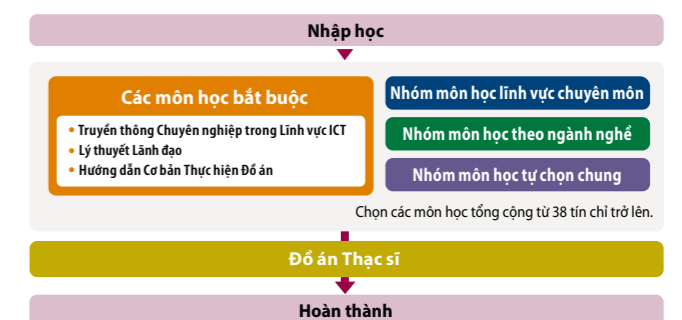 Nhập học
Các môn học bắt buộc
• Truyền thông Chuyên nghiệp trong Lĩnh vực ICT
• Lý thuyết Lãnh đạo
• Hướng dẫn Cơ bản Thực hiện Đồ án
Nhóm môn học lĩnh vực chuyên môn
Nhóm môn học theo ngành nghề
Nhóm môn học tự chọn chung
Chọn các môn học tổng cộng từ 38 tín chỉ trở lên.
Đồ án Thạc sĩ
Hoàn thành